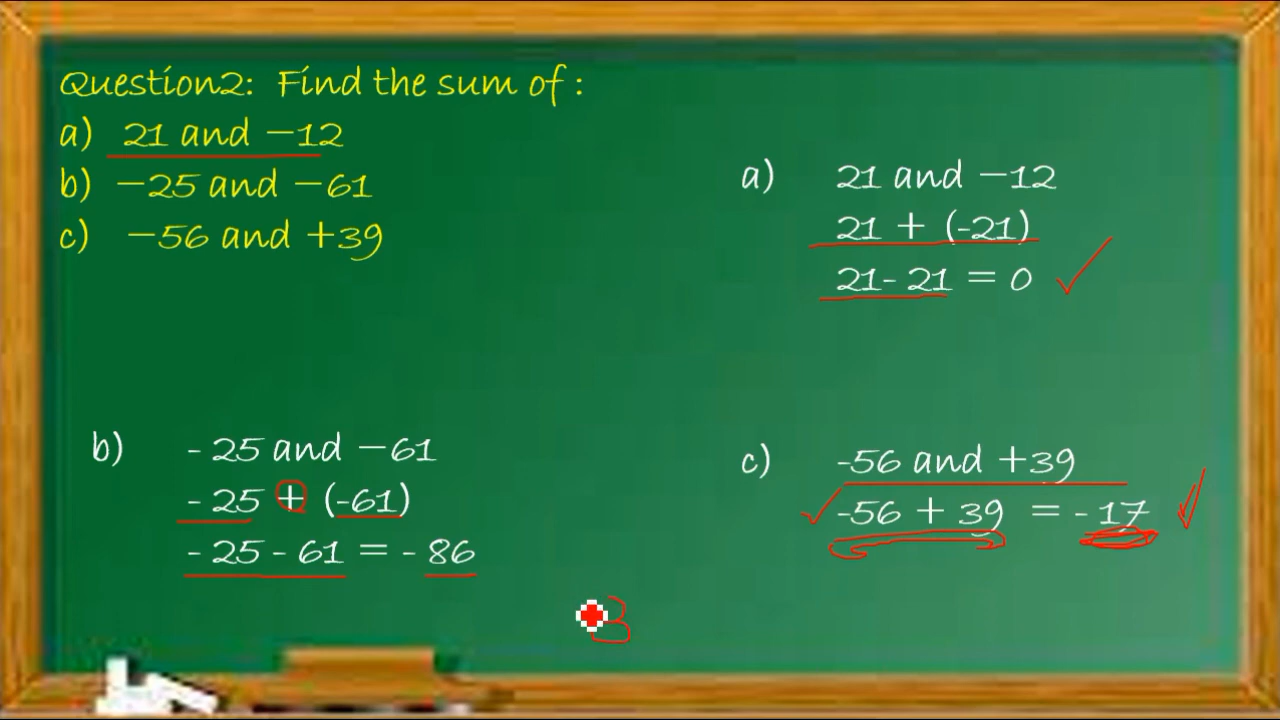 Question2: Find the sum of :
a) 21 and −12
b) −25 and −61
c) −56 and +39
a) 21 and −12
21 + (-21)
21- 21 = 0
b) - 25 and −61
- 25 + (-61)
- 25 - 61 = - 86
c) -56 and +39
-56 + 39 = - 17
3